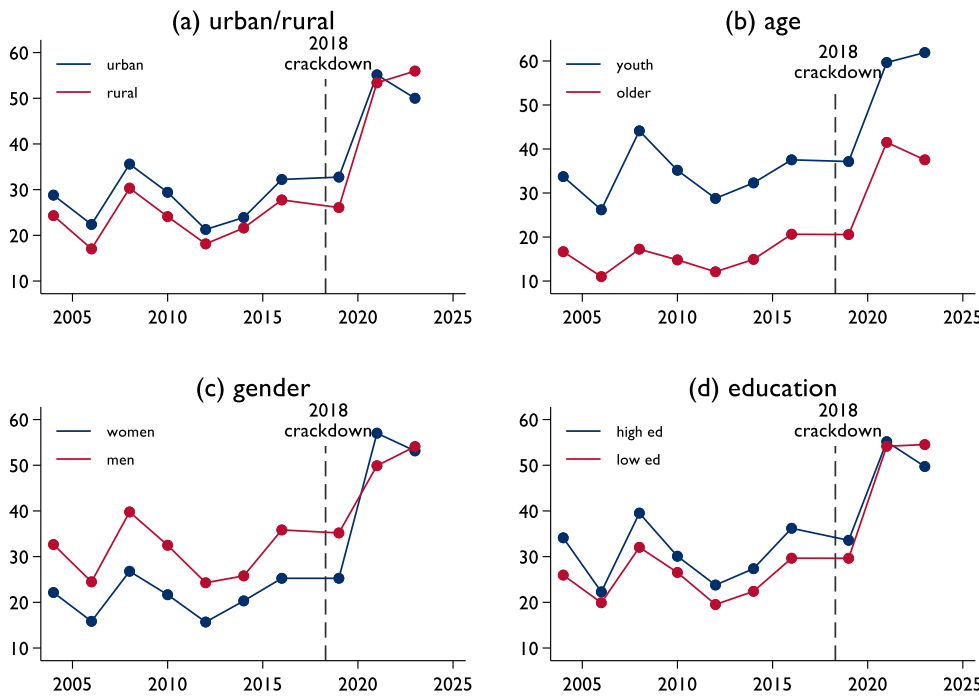 (a) urban/rural
2018
crackdown
urban
rural
60
50
40
30
20
10
2005 2010 2015 2020 2025
(b) age
2018
crackdown
youth
older
60
50
40
30
20
10
2005 2010 2015 2020 2025
(c) gender
2018
crackdown
women
men
60
50
40
30
20
10
2005 2010 2015 2020 2025
(d) education
2018
crackdown
high ed
low ed
60
50
40
30
20
10
2005 2010 2015 2020 2025